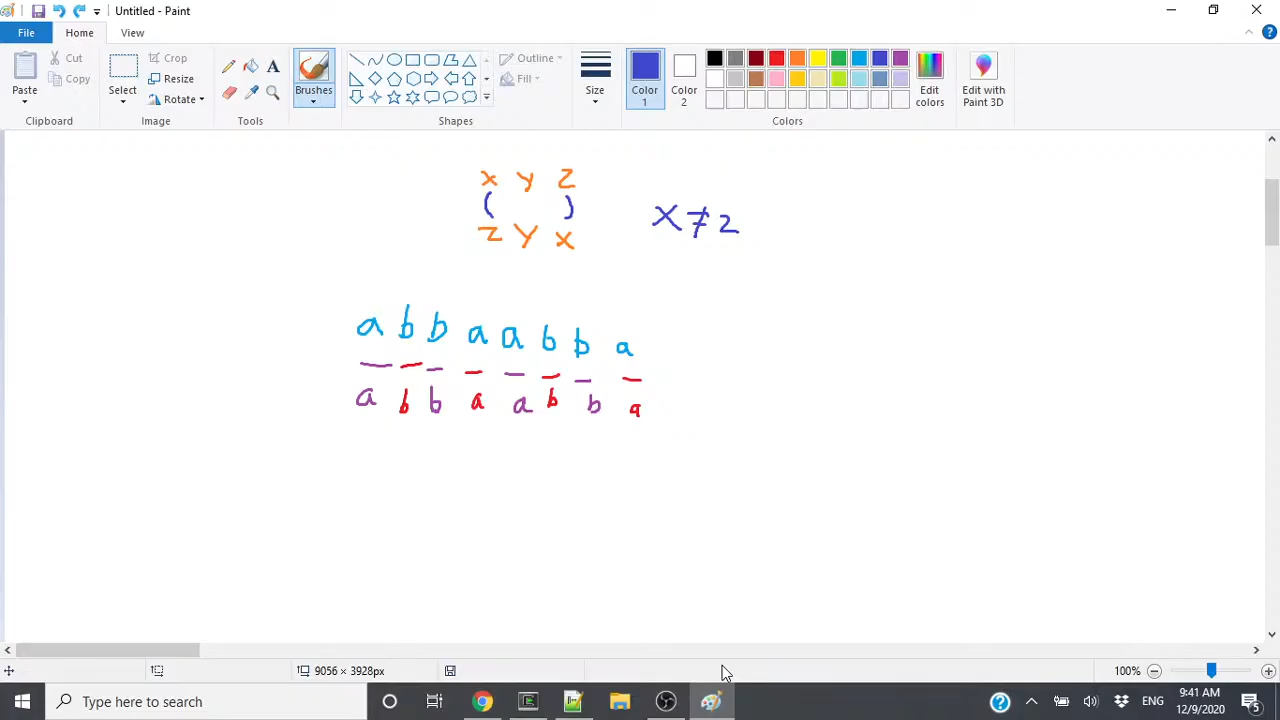 Untitled - Paint
File Home View
Paste
Cut
Copy
Clipboard
Select
Crop
Resize
Rotate
Image
A
Tools
Brushes
Outline
Fill
Shapes
Size
Color 1
Color 2
Edit colors
Colors
Edit with Paint 3D
x y z
( )
z y x
x ≠ z
a b b a a b b a
a b b a a b b a
9056 × 3928px
100%
Type here to search
ENG
9:41 AM
12/9/2020
5